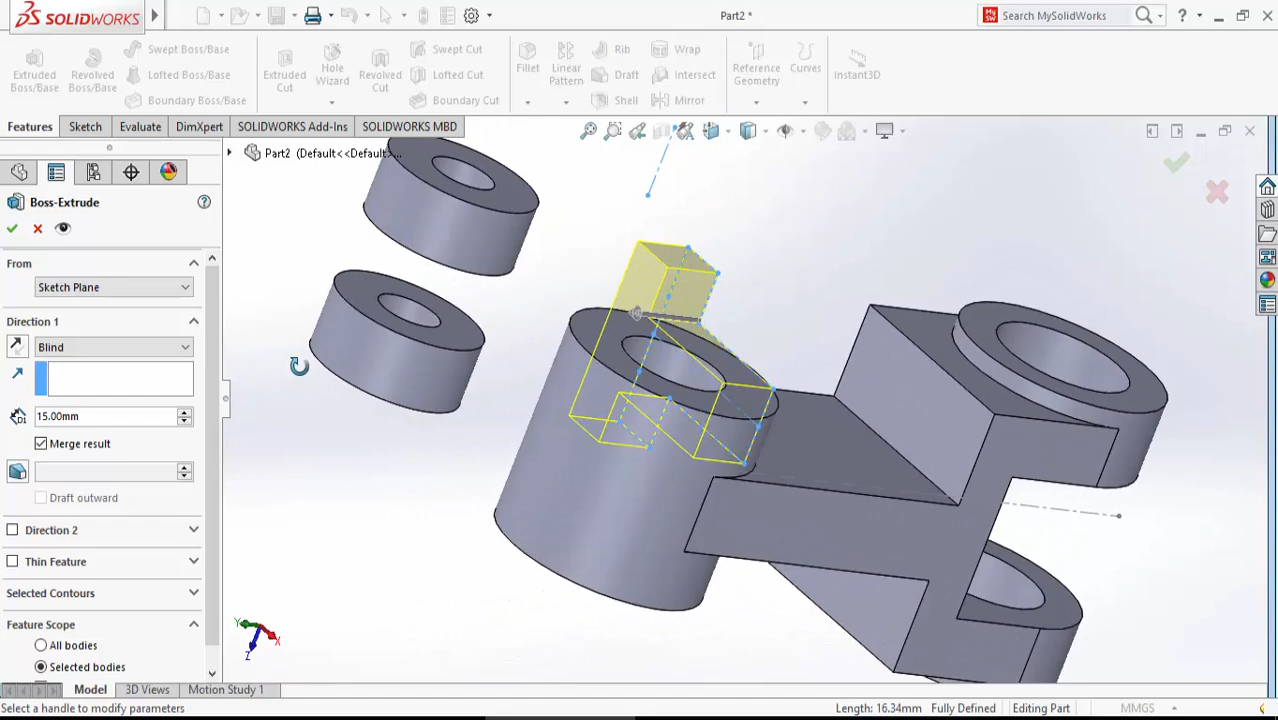 SOLIDWORKS
Part2 *
Search MySolidWorks
Extruded Boss/Base
Revolved Boss/Base
Swept Boss/Base
Lofted Boss/Base
Boundary Boss/Base
Extruded Cut
Hole Wizard
Revolved Cut
Swept Cut
Lofted Cut
Boundary Cut
Fillet
Linear Pattern
Rib
Draft
Shell
Wrap
Intersect
Mirror
Reference Geometry
Curves
Instant3D
Features
Sketch
Evaluate
DimXpert
SOLIDWORKS Add-Ins
SOLIDWORKS MBD
Part2 (Default<<Default>...
Boss-Extrude
From
Sketch Plane
Direction 1
Blind
D1
15.00mm
Merge result
Draft outward
Direction 2
Thin Feature
Selected Contours
Feature Scope
All bodies
Selected bodies
Y
X
Z
Model
3D Views
Motion Study 1
Select a handle to modify parameters
Length: 16.34mm
Fully Defined
Editing Part
MMGS